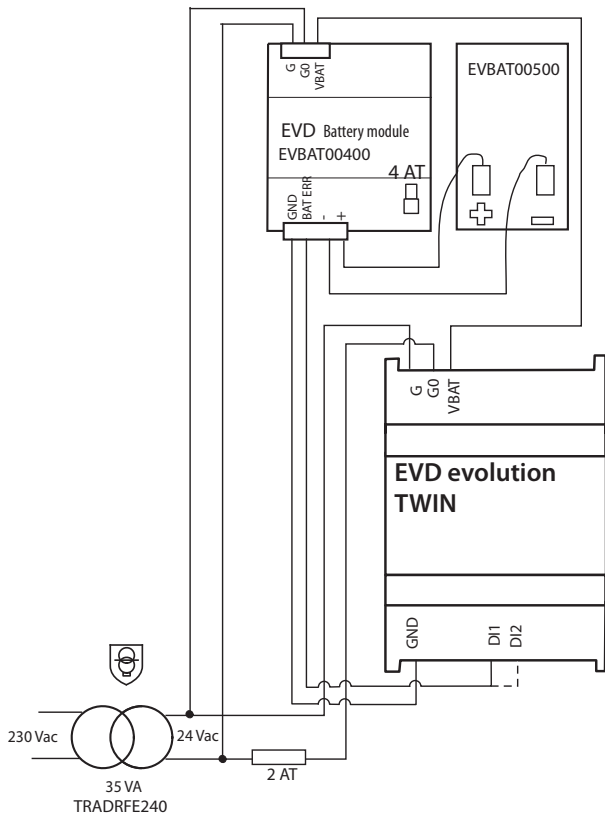 G
G0
VBAT
EVD Battery module
EVBAT00400
4 AT
GND
BAT ERR
-
+
EVBAT00500
G
G0
VBAT
EVD evolution
TWIN
GND
DI1
DI2
230 Vac
24 Vac
2 AT
35 VA
TRADRFE240